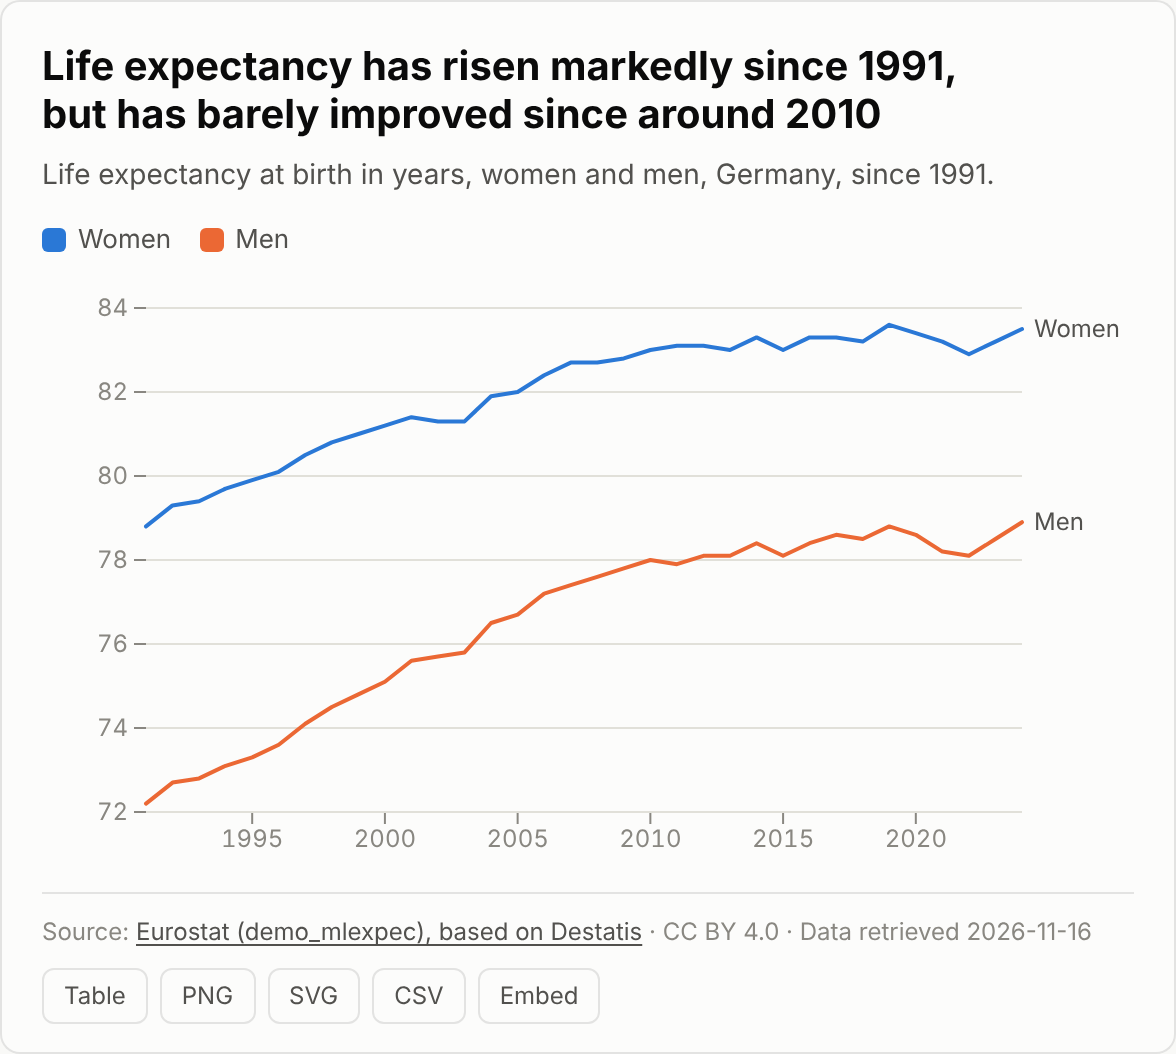 Life expectancy has risen markedly since 1991,
but has barely improved since around 2010
Life expectancy at birth in years, women and men, Germany, since 1991.
Women Men
84
Women
82
80
Men
78
76
74
72
1995 2000 2005 2010 2015 2020
Source: Eurostat (demo_mlexpec), based on Destatis · CC BY 4.0 · Data retrieved 2026-11-16
Table PNG SVG CSV Embed